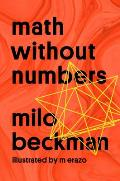 math
without
numbers
milo
beckman
illustrated by m erazo